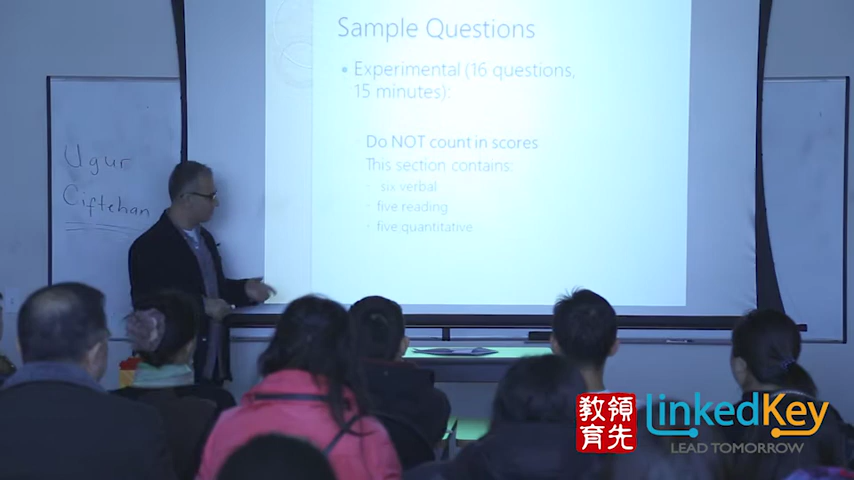 Sample Questions
• Experimental (16 questions,
15 minutes):
Do NOT count in scores
This section contains:
• six verbal
• five reading
• five quantitative
Ugur
Ciftehan
教領
育先
LinkedKey
LEAD TOMORROW